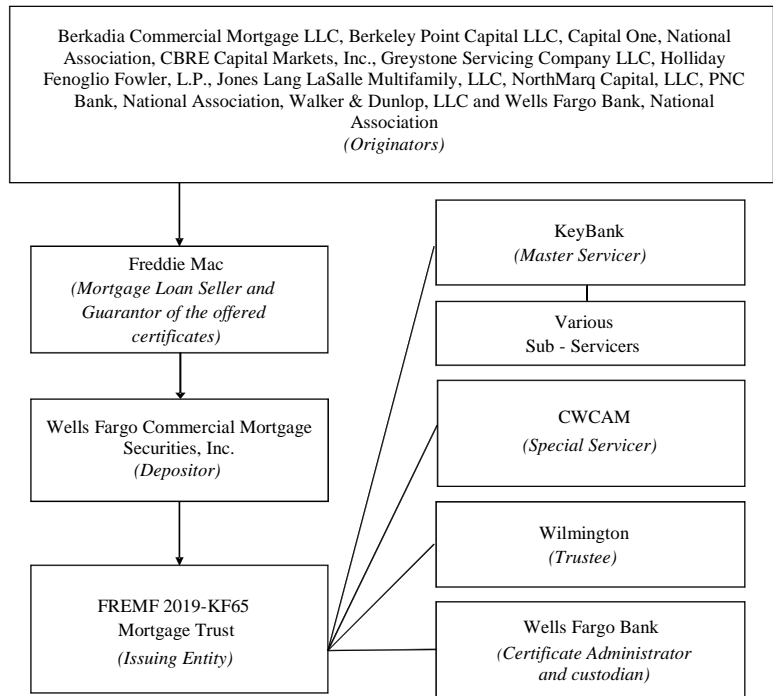 Berkadia Commercial Mortgage LLC, Berkeley Point Capital LLC, Capital One, National
Association, CBRE Capital Markets, Inc., Greystone Servicing Company LLC, Holliday
Fenoglio Fowler, L.P., Jones Lang LaSalle Multifamily, LLC, NorthMarq Capital, LLC, PNC
Bank, National Association, Walker & Dunlop, LLC and Wells Fargo Bank, National
Association
(Originators)
Freddie Mac
(Mortgage Loan Seller and
Guarantor of the offered
certificates)
Wells Fargo Commercial Mortgage
Securities, Inc.
(Depositor)
FREMF 2019-KF65
Mortgage Trust
(Issuing Entity)
KeyBank
(Master Servicer)
Various
Sub - Servicers
CWCAM
(Special Servicer)
Wilmington
(Trustee)
Wells Fargo Bank
(Certificate Administrator
and custodian)